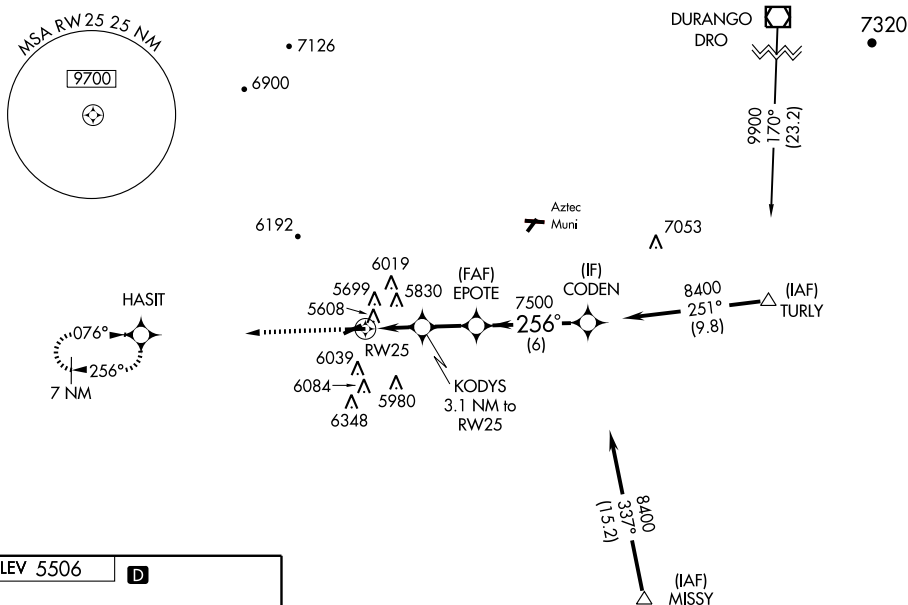 MSA RW25 25 NM
9700
7126
6900
DURANGO
DRO
7320
9900
170°
(23.2)
6192
Aztec
Muni
7053
6019
5699
5830
5608
(FAF)
EPOTE
(IF)
CODEN
7500
256°
(6)
8400
251°
(9.8)
(IAF)
TURLY
HASIT
076°
256°
7 NM
RW25
6039
6084
5980
6348
KODYS
3.1 NM to
RW25
8400
337°
(15.2)
(IAF)
MISSY
LEV 5506
D